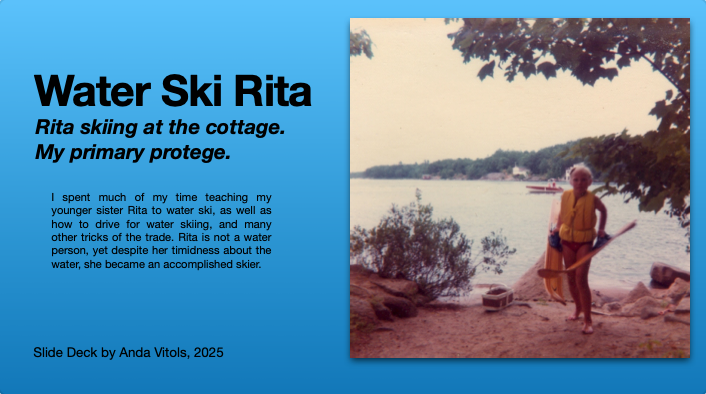 Water Ski Rita
Rita skiing at the cottage.
My primary protege.
I spent much of my time teaching my
younger sister Rita to water ski, as well as
how to drive for water skiing, and many
other tricks of the trade. Rita is not a water
person, yet despite her timidness about the
water, she became an accomplished skier.
Slide Deck by Anda Vitols, 2025